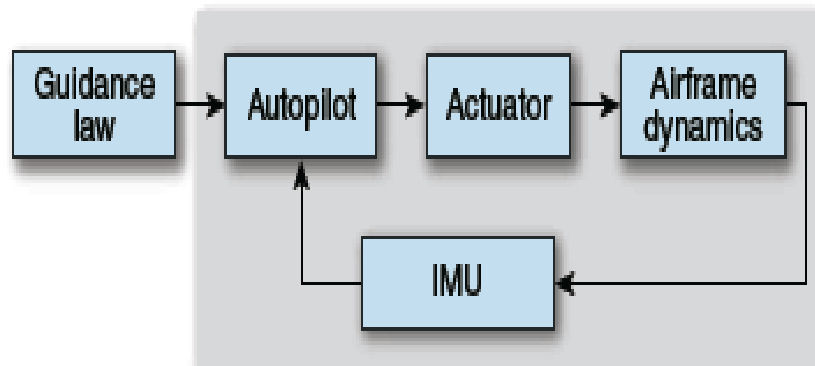 Guidance
law
Autopilot
Actuator
Airframe
dynamics
IMU